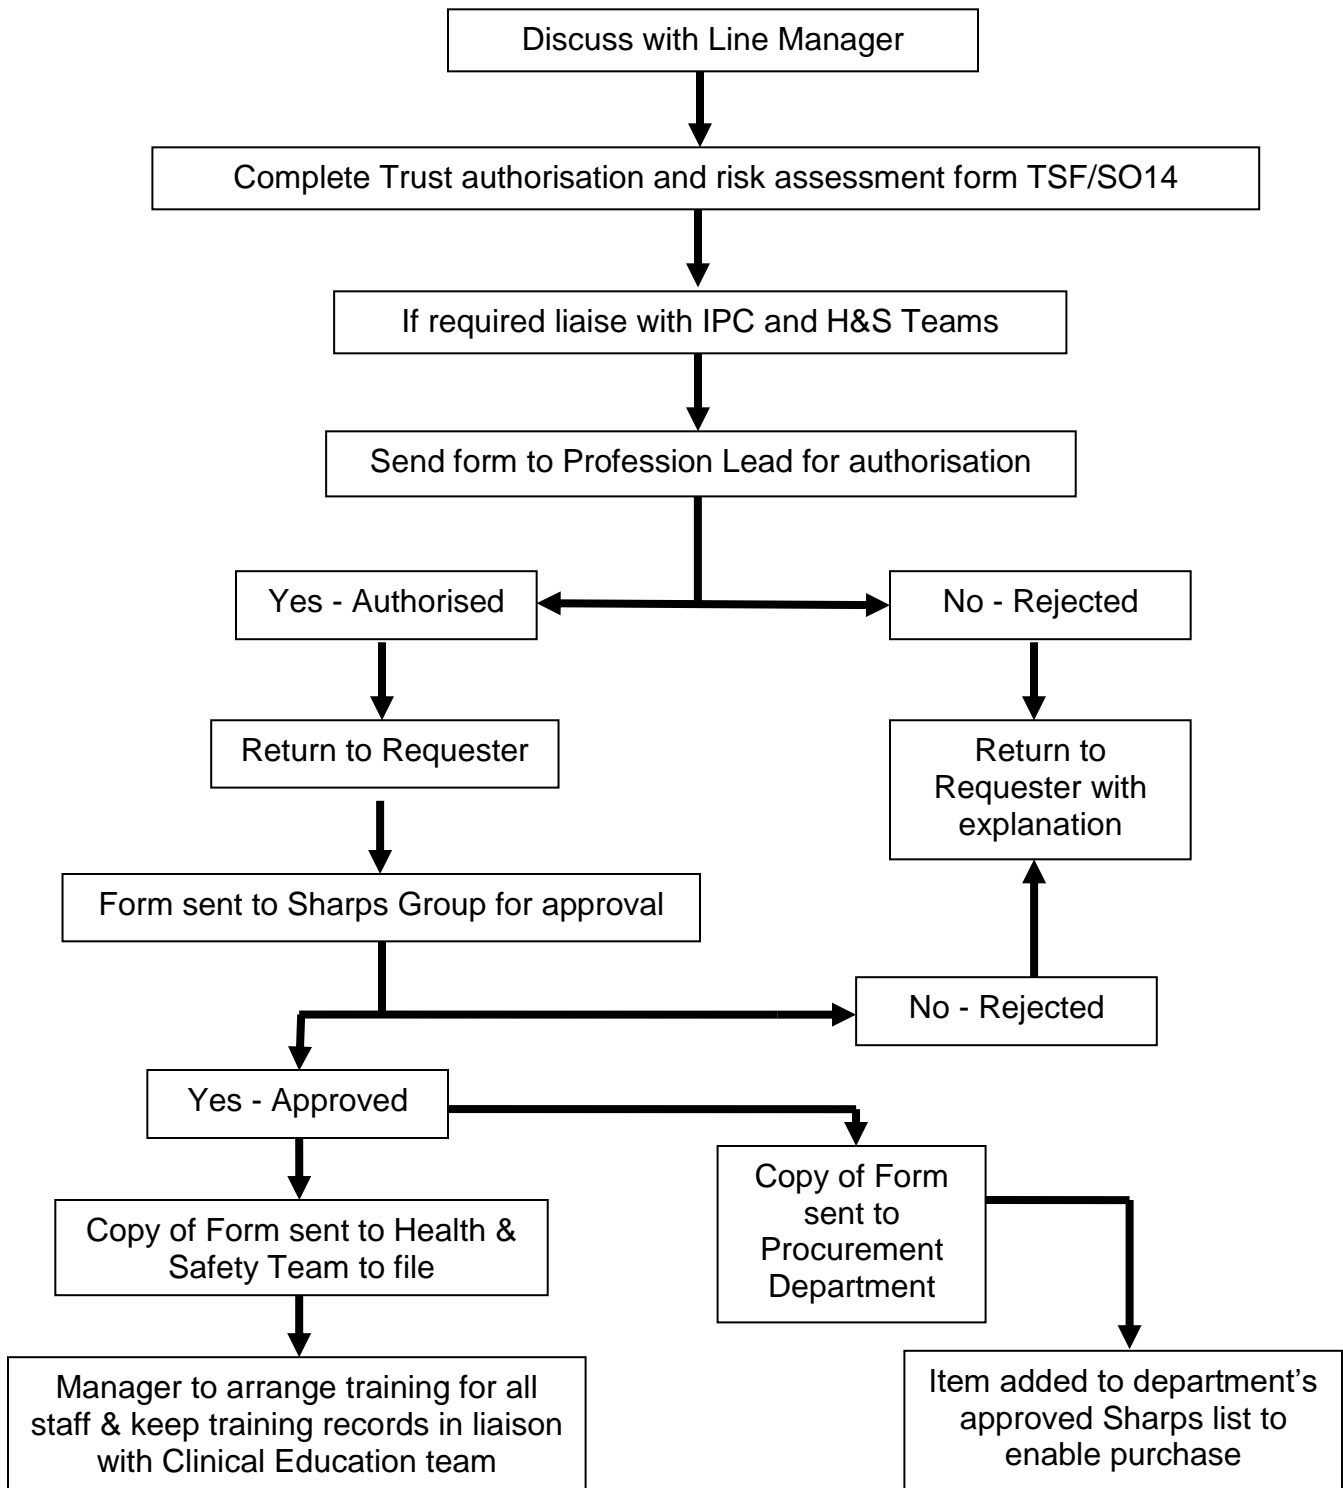 Discuss with Line Manager
Complete Trust authorisation and risk assessment form TSF/SO14
If required liaise with IPC and H&S Teams
Send form to Profession Lead for authorisation
Yes - Authorised
No - Rejected
Return to Requester
Return to
Requester with
explanation
Form sent to Sharps Group for approval
No - Rejected
Yes - Approved
Copy of Form
sent to
Procurement
Department
Copy of Form sent to Health &
Safety Team to file
Manager to arrange training for all
staff & keep training records in liaison
with Clinical Education team
Item added to department’s
approved Sharps list to
enable purchase